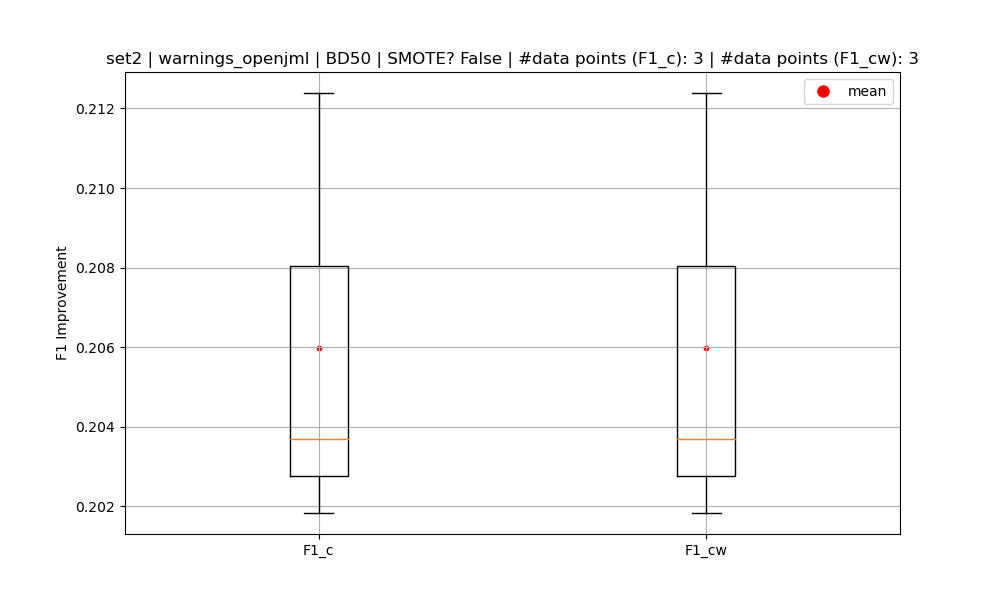 set2 | warnings_openjml | BD50 | SMOTE? False | #data points (F1_c): 3 | #data points (F1_cw): 3
mean
0.212
0.210
0.208
0.206
0.204
0.202
F1 Improvement
F1_c
F1_cw